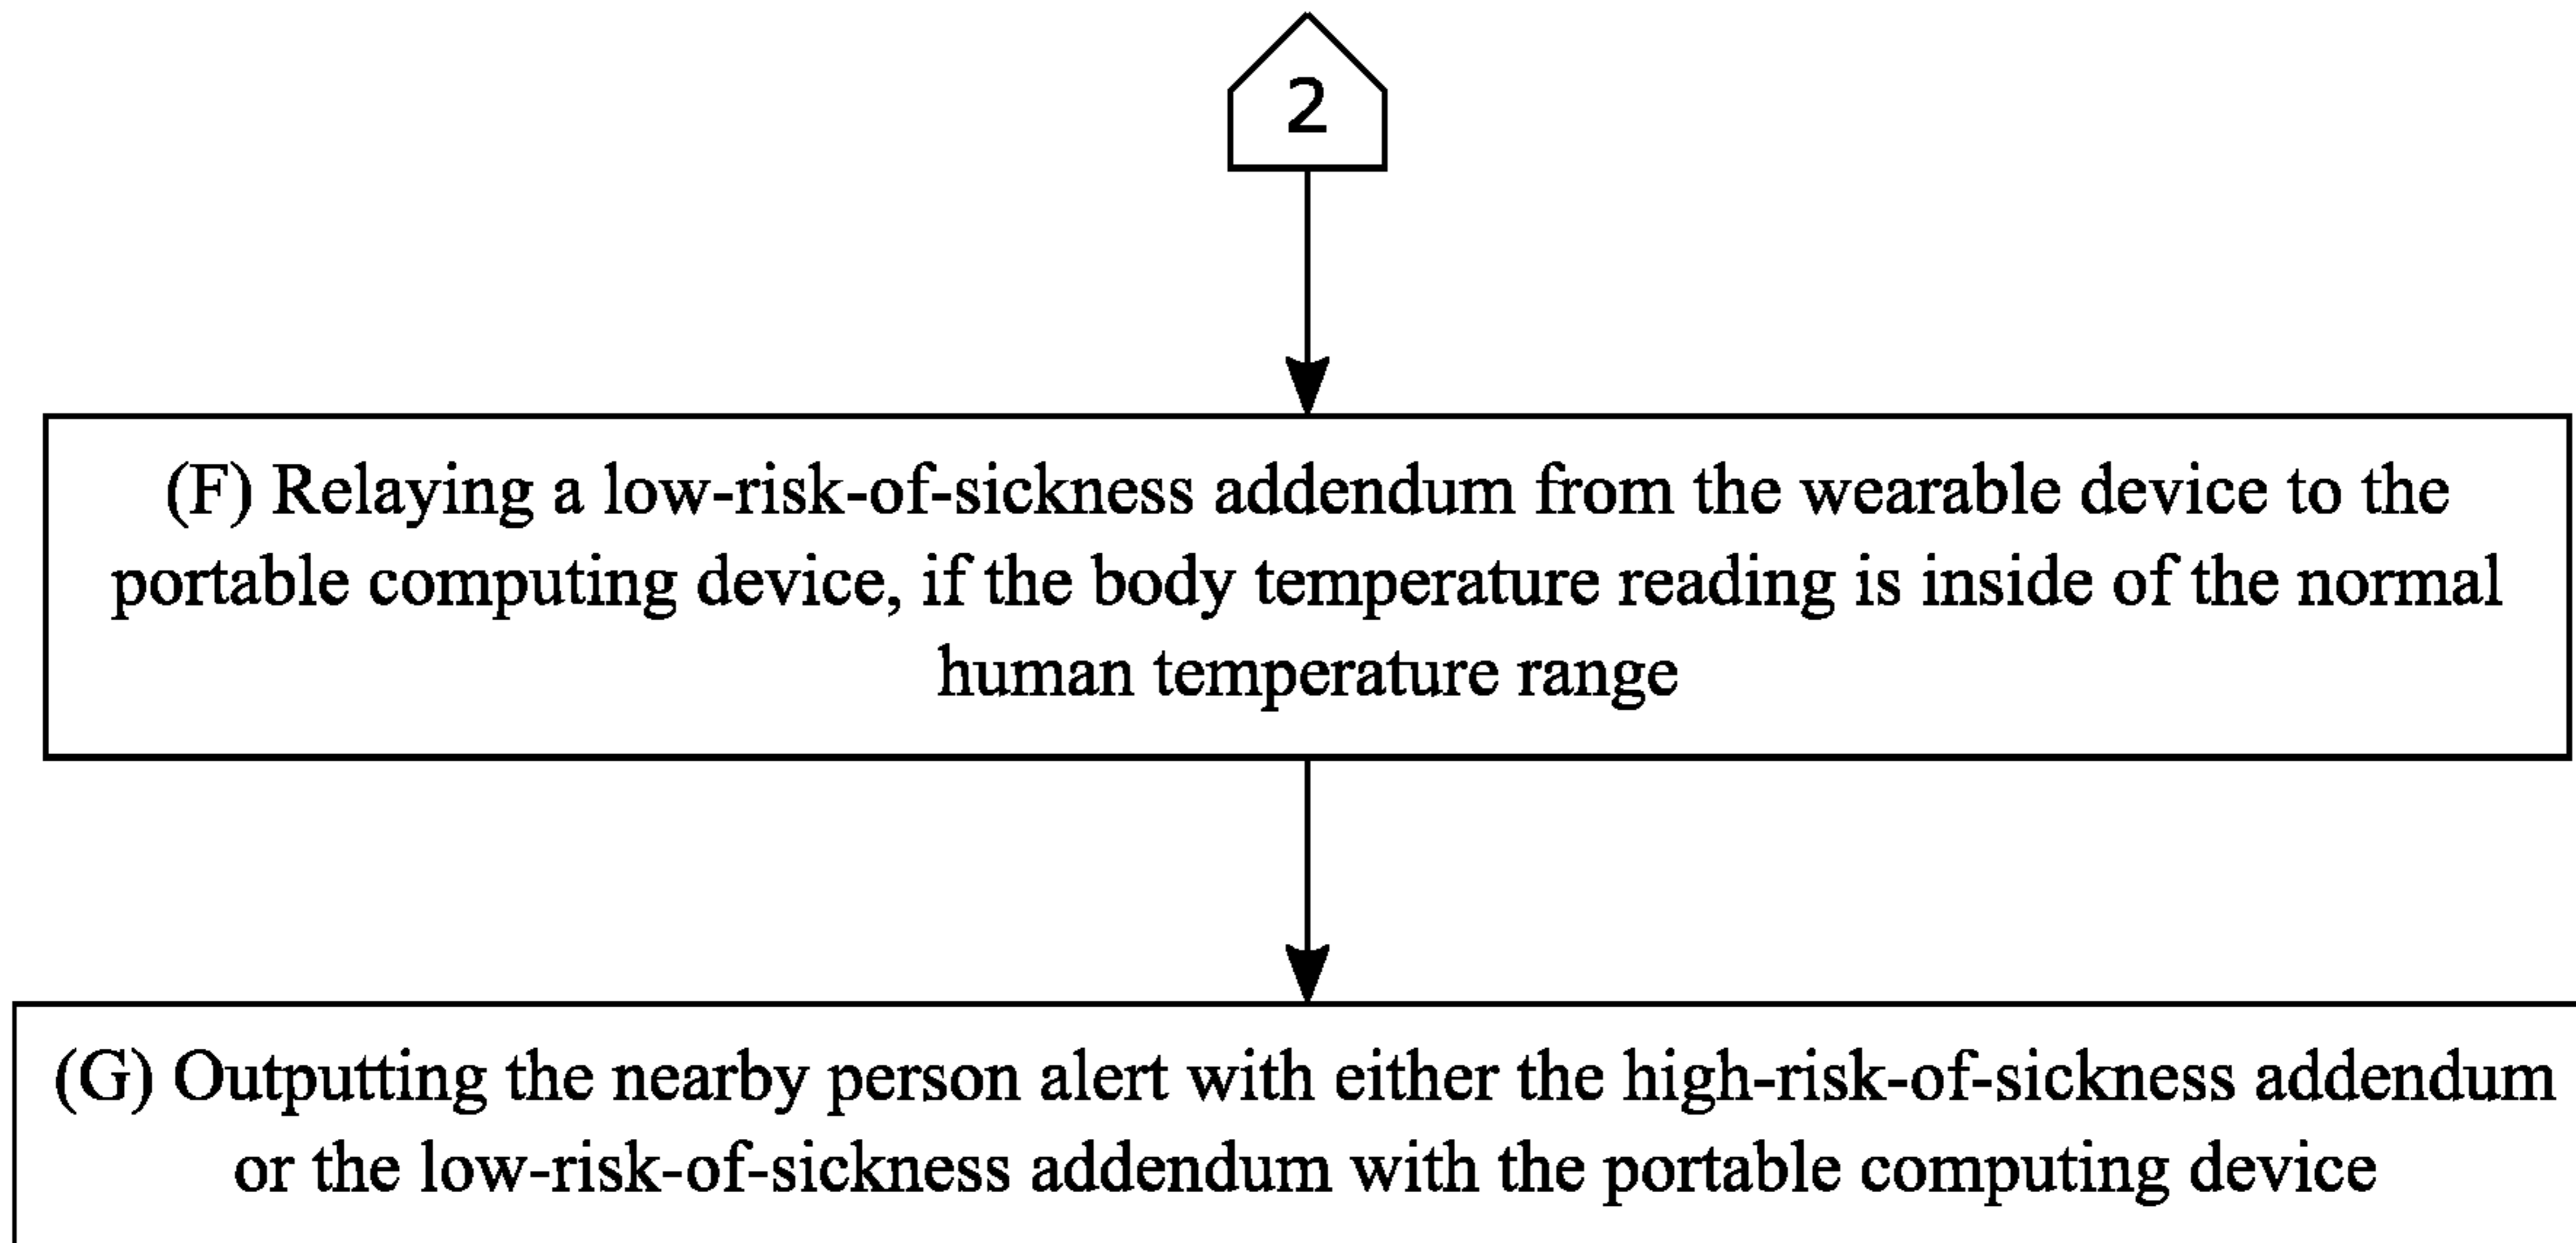 2
(F) Relaying a low-risk-of-sickness addendum from the wearable device to the
portable computing device, if the body temperature reading is inside of the normal
human temperature range
(G) Outputting the nearby person alert with either the high-risk-of-sickness addendum
or the low-risk-of-sickness addendum with the portable computing device